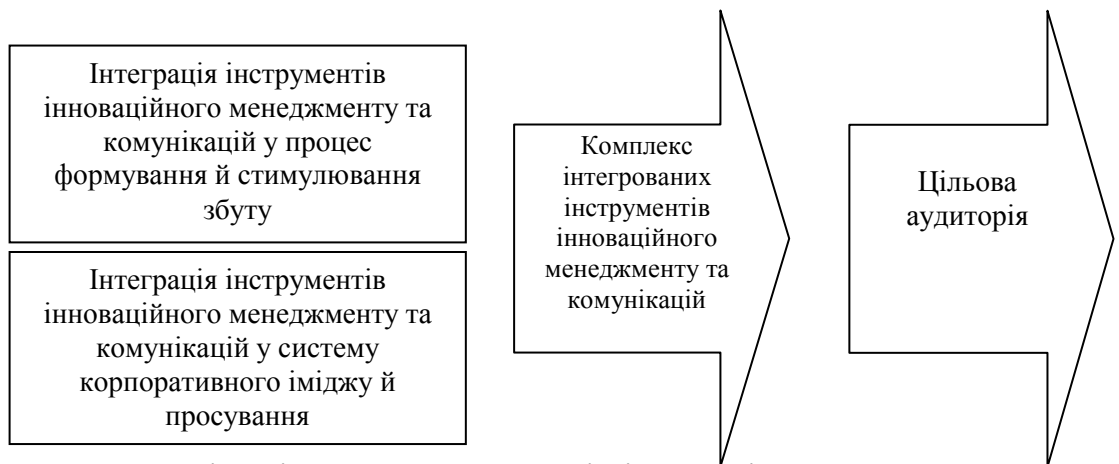 Інтеграція інструментів
інноваційного менеджменту та
комунікацій у процес
формування й стимулювання
збуту
Інтеграція інструментів
інноваційного менеджменту та
комунікацій у систему
корпоративного іміджу й
просування
Комплекс
інтегрованих
інструментів
інноваційного
менеджменту та
комунікацій
Цільова
аудиторія